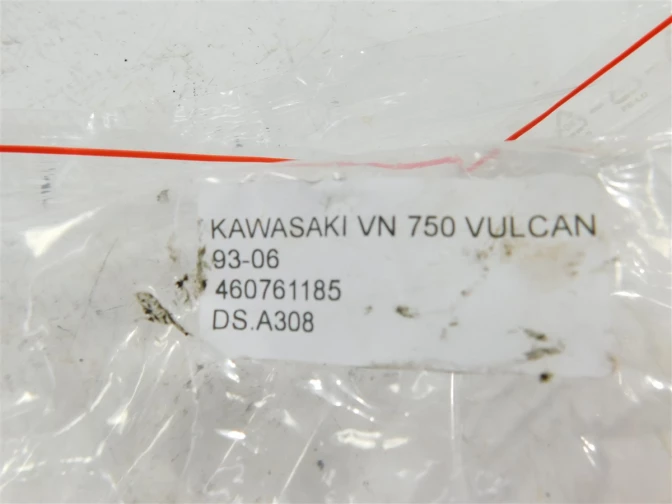 KAWASAKI VN 750 VULCAN
93-06
460761185
DS.A308